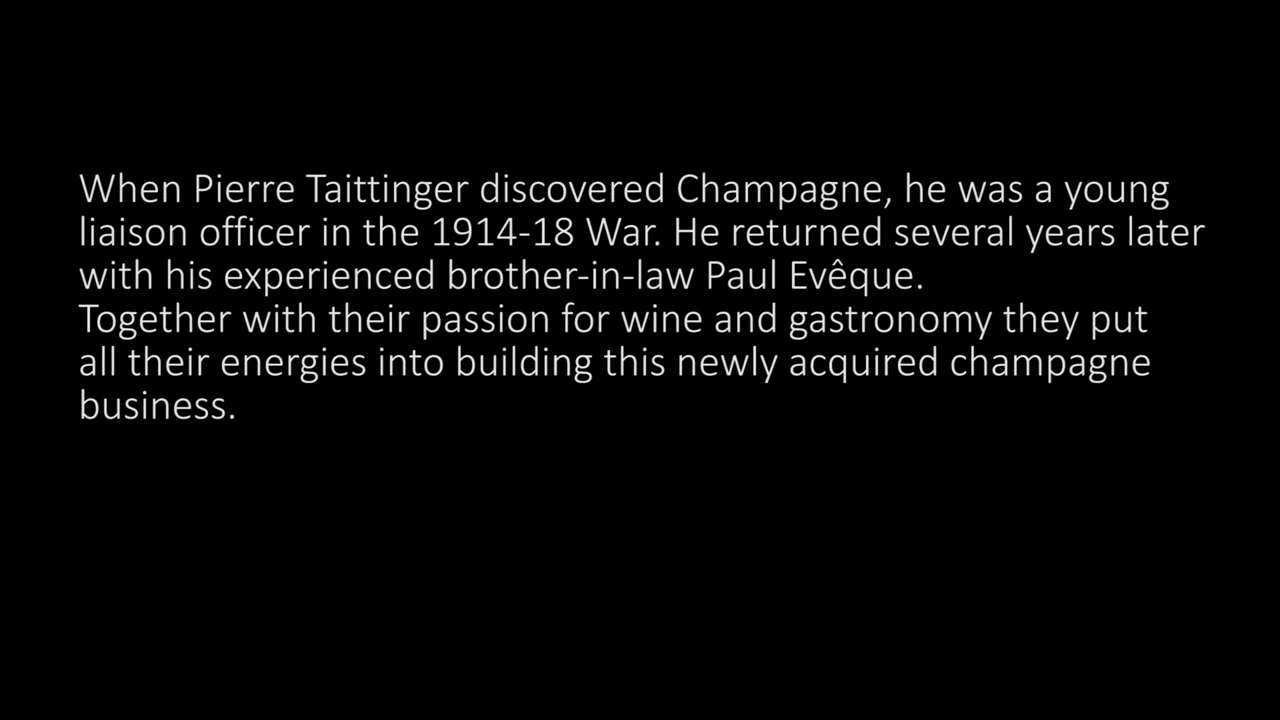 When Pierre Taittinger discovered Champagne, he was a young
liaison officer in the 1914-18 War. He returned several years later
with his experienced brother-in-law Paul Evêque.
Together with their passion for wine and gastronomy they put
all their energies into building this newly acquired champagne
business.